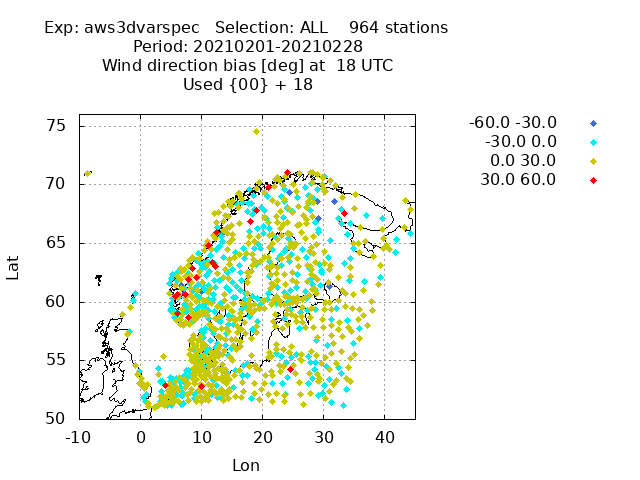 Exp: aws3dvarspec   Selection: ALL    964 stations
Period: 20210201-20210228
Wind direction bias [deg] at  18 UTC
Used {00} + 18
-60.0 -30.0
-30.0 0.0
0.0 30.0
30.0 60.0
75
70
65
60
55
50
Lat
-10 0 10 20 30 40
Lon